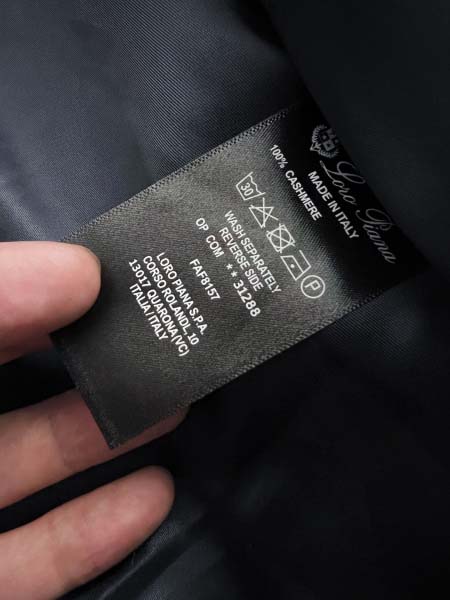 Loro Piana
MADE IN ITALY
100% CASHMERE
30 P
WASH SEPARATELY
REVERSE SIDE
OP COM ** 31288
FAF8157
LORO PIANA S.P.A.
CORSO ROLANDI, 10
13017 QUARONA (VC)
ITALIA/ITALY